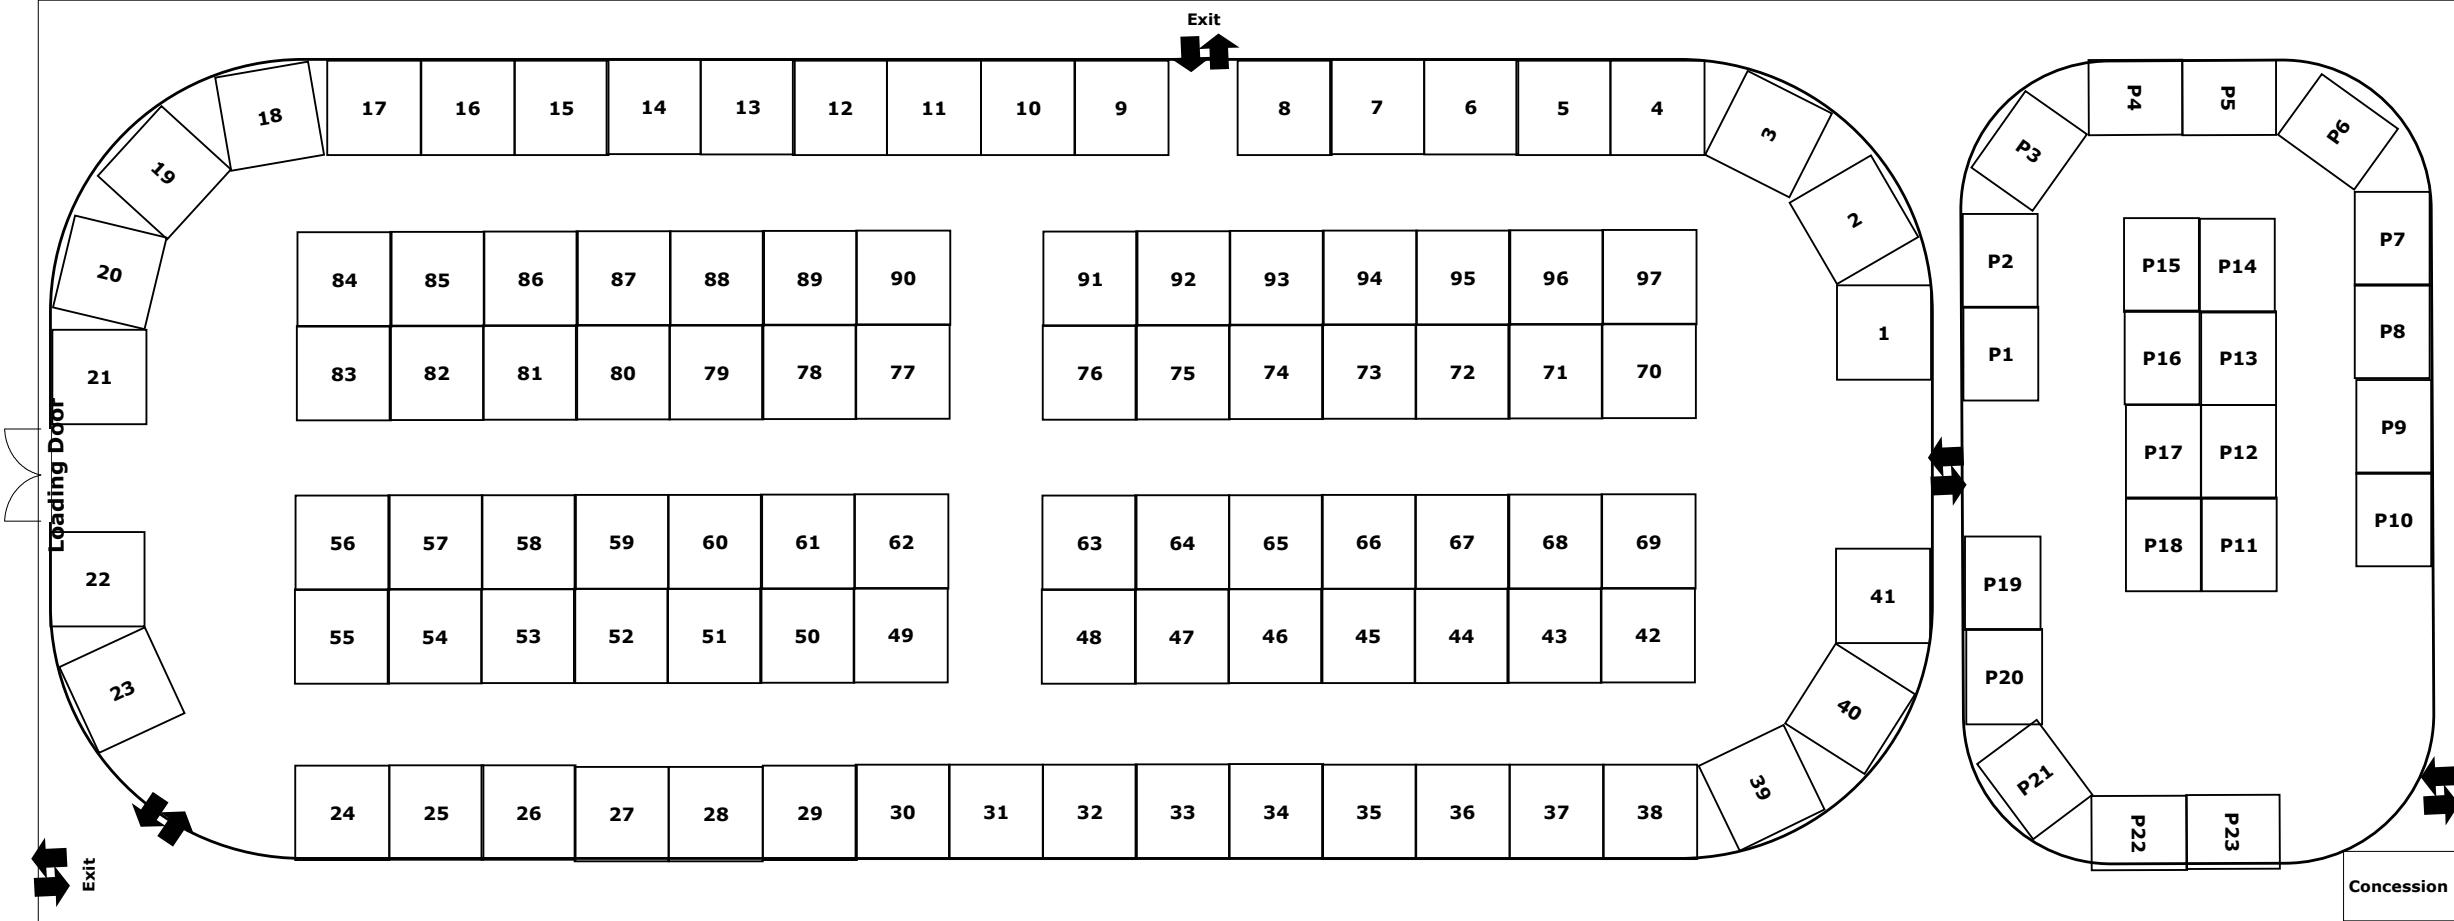 Exit
18 17 16 15 14 13 12 11 10 9 8 7 6 5 4 3
19
2
20
21
1
Loading Door
84 85 86 87 88 89 90
83 82 81 80 79 78 77
91 92 93 94 95 96 97
76 75 74 73 72 71 70
56 57 58 59 60 61 62
55 54 53 52 51 50 49
63 64 65 66 67 68 69
48 47 46 45 44 43 42
22
23
41
40
39
24 25 26 27 28 29 30 31 32 33 34 35 36 37 38
Exit
P4 P5
P3
P6
P2
P1
P7
P8
P9
P10
P15 P14
P16 P13
P17 P12
P18 P11
P19
P20
P21
P22 P23
Concession